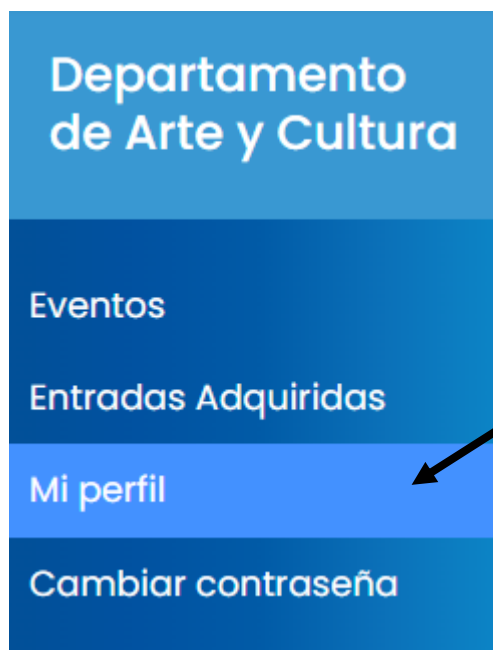 Departamento
de Arte y Cultura
Eventos
Entradas Adquiridas
Mi perfil
Cambiar contraseña